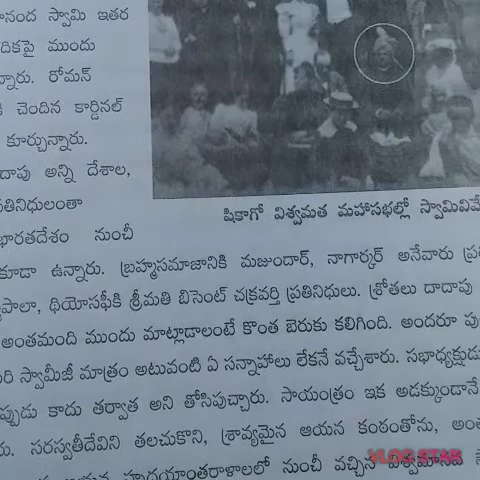 నంద స్వామి ఇతర
దికపై ముందు
న్నారు. రోమన్
చెందిన కార్డినల్
కూర్చున్నారు.
దాపు అన్ని దేశాల,
తినిధులంతా
భారతదేశం నుంచీ
షికాగో విశ్వమత మహాసభల్లో స్వామివివే
కూడా ఉన్నారు. బ్రహ్మసమాజానికి మజుందార్, నాగార్కర్ అనేవారు ప్ర
పాలా, థియోసఫీకి శ్రీమతి బిసెంట్ చక్రవర్తి ప్రతినిధులు. శ్రోతలు దాదాపు
అంతమంది ముందు మాట్లాడాలంటే కొంత బెరుకు కలిగింది. అందరూ పు
రి స్వామీజీ మాత్రం అటువంటి ఏ సన్నాహాలు లేకనే వచ్చేశారు. సభాధ్యక్షుడు
ప్పుడు కాదు తర్వాత అని తోసిపుచ్చారు. సాయంత్రం ఇక అడక్కుండానే
రు. సరస్వతీదేవిని తలచుకొని, శ్రావ్యమైన ఆయన కంఠంతోను, అంత
హృదయాంతరాళాలలో నుంచీ వచ్చిన విశ్వమానవ
VLOG STAR